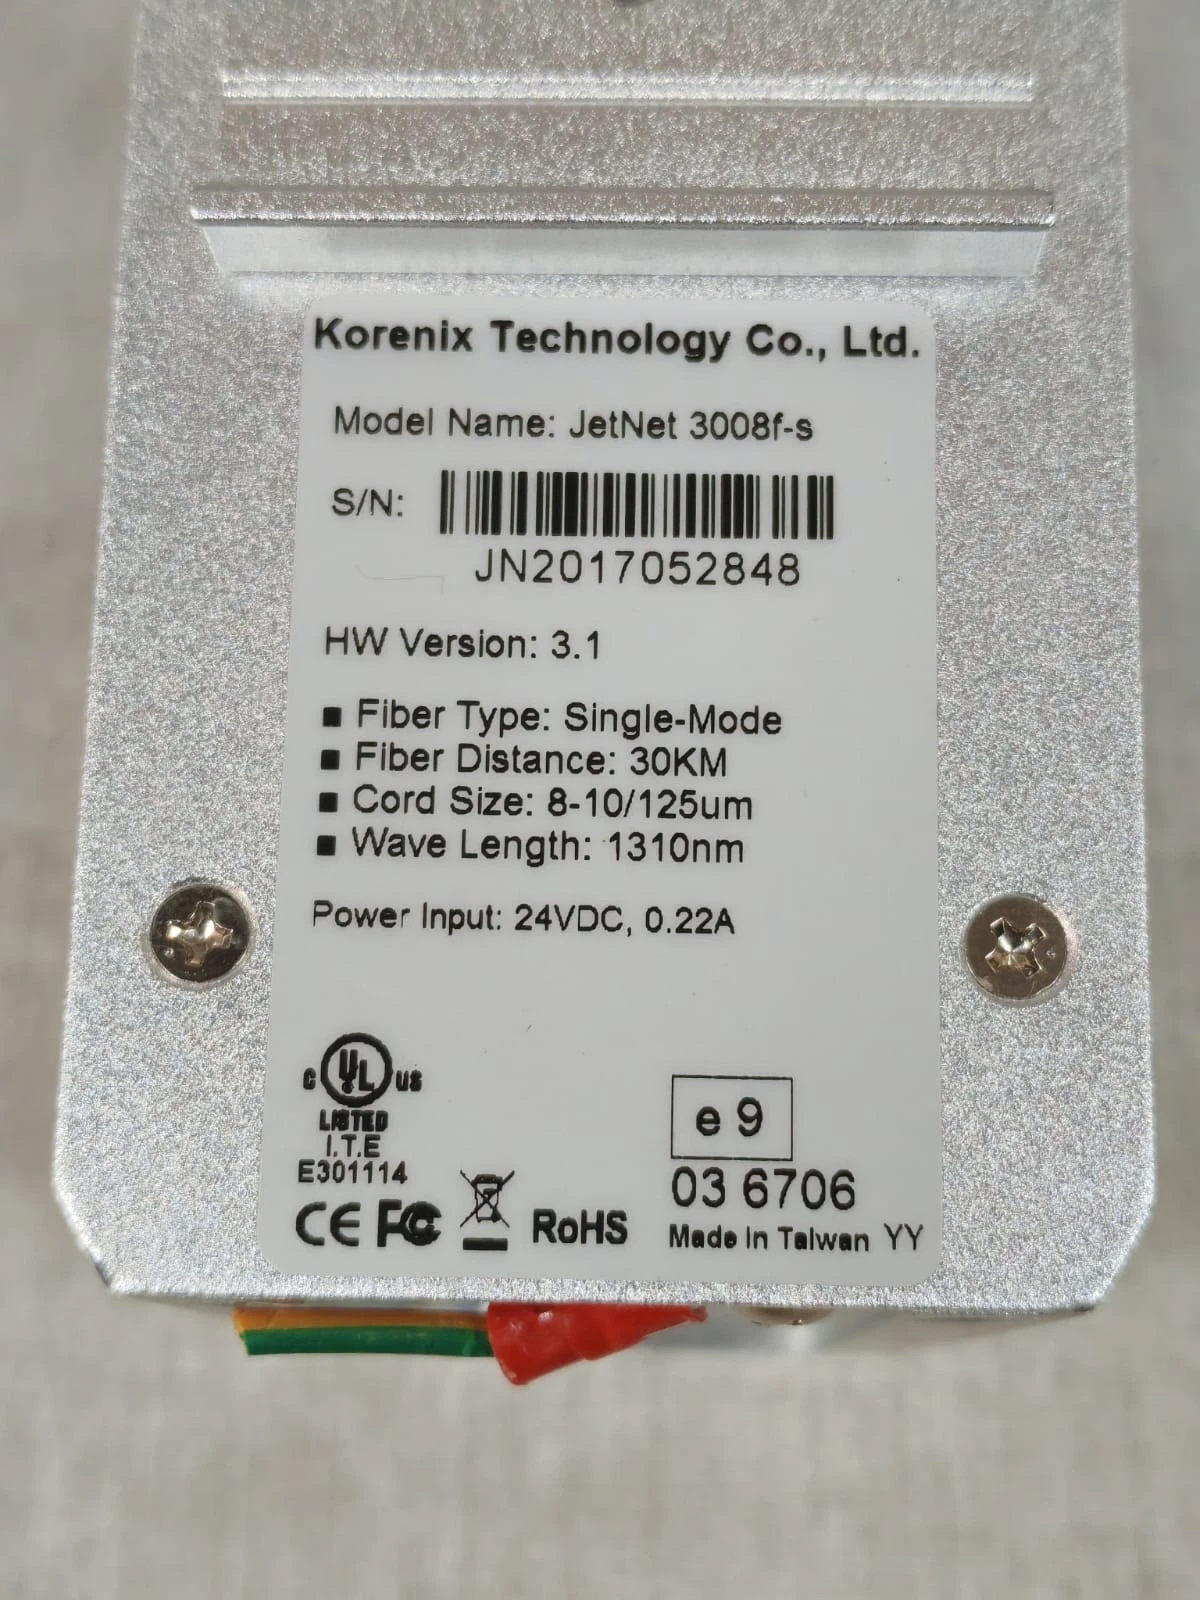 Korenix Technology Co., Ltd.
Model Name: JetNet 3008f-s
S/N:
JN2017052848
HW Version: 3.1
■ Fiber Type: Single-Mode
■ Fiber Distance: 30KM
■ Cord Size: 8-10/125um
■ Wave Length: 1310nm
Power Input: 24VDC, 0.22A
c UL us
LISTED
I.T.E
E301114
CE FC RoHS
e 9
03 6706
Made In Taiwan YY